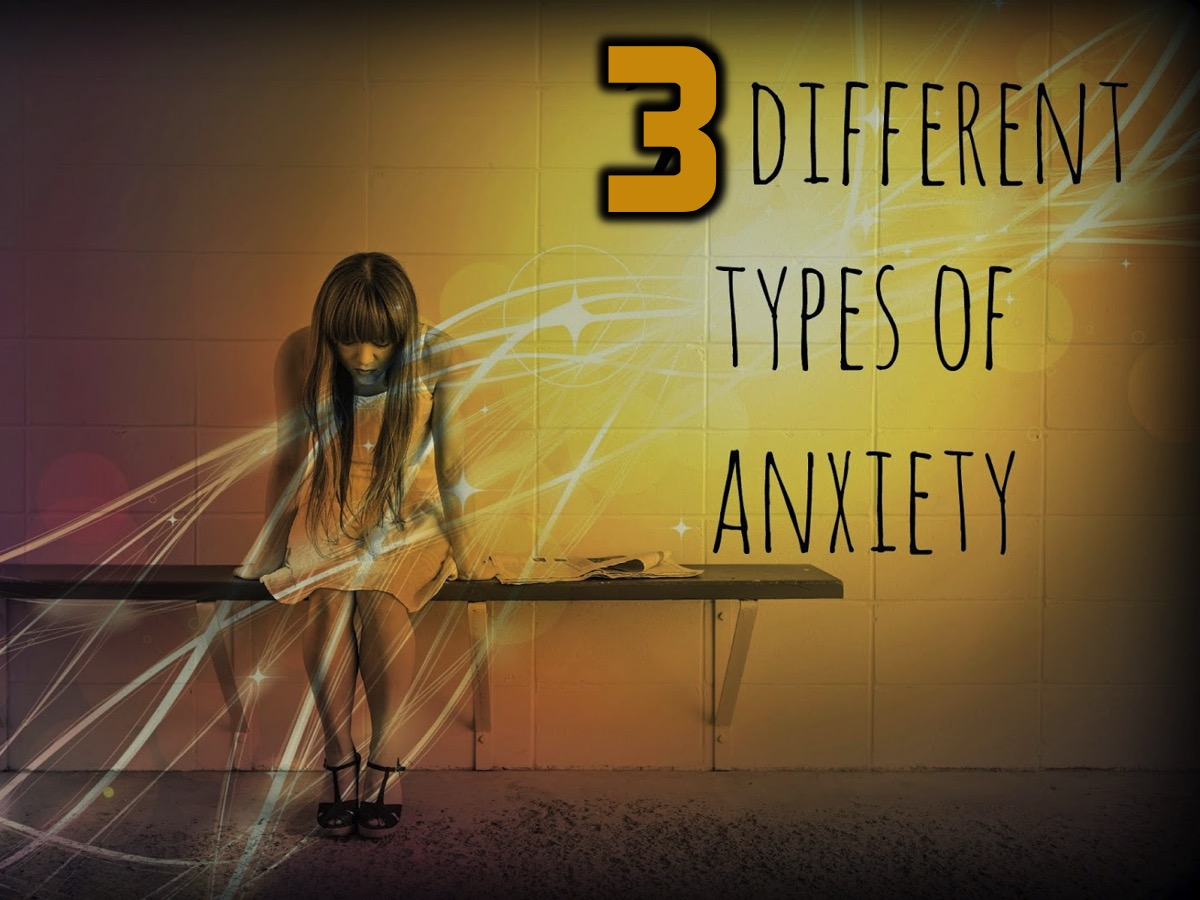 3 DIFFERENT
TYPES OF
ANXIETY